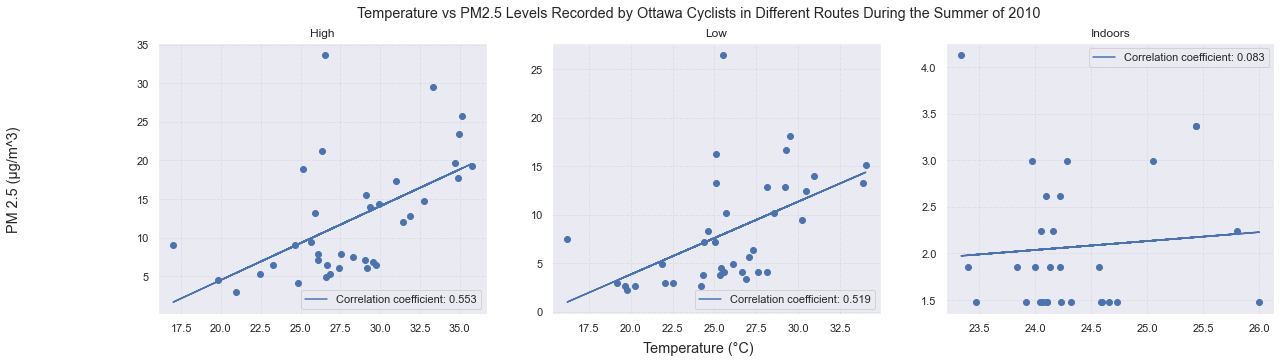 Temperature vs PM2.5 Levels Recorded by Ottawa Cyclists in Different Routes During the Summer of 2010
High
Low
Indoors
PM 2.5 (µg/m^3)
35
30
25
20
15
10
5
Correlation coefficient: 0.553
17.5 20.0 22.5 25.0 27.5 30.0 32.5 35.0
25
20
15
10
5
0
Correlation coefficient: 0.519
17.5 20.0 22.5 25.0 27.5 30.0 32.5
Correlation coefficient: 0.083
4.0
3.5
3.0
2.5
2.0
1.5
23.5 24.0 24.5 25.0 25.5 26.0
Temperature (°C)